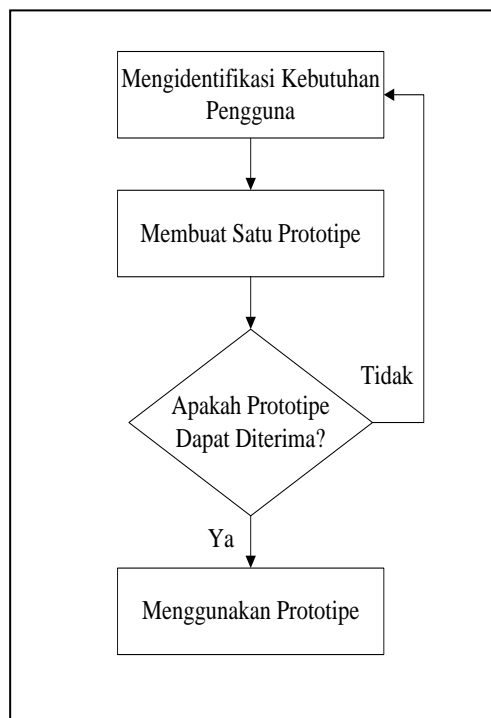 Mengidentifikasi Kebutuhan
Pengguna
Membuat Satu Prototipe
Apakah Prototipe
Dapat Diterima?
Tidak
Ya
Menggunakan Prototipe